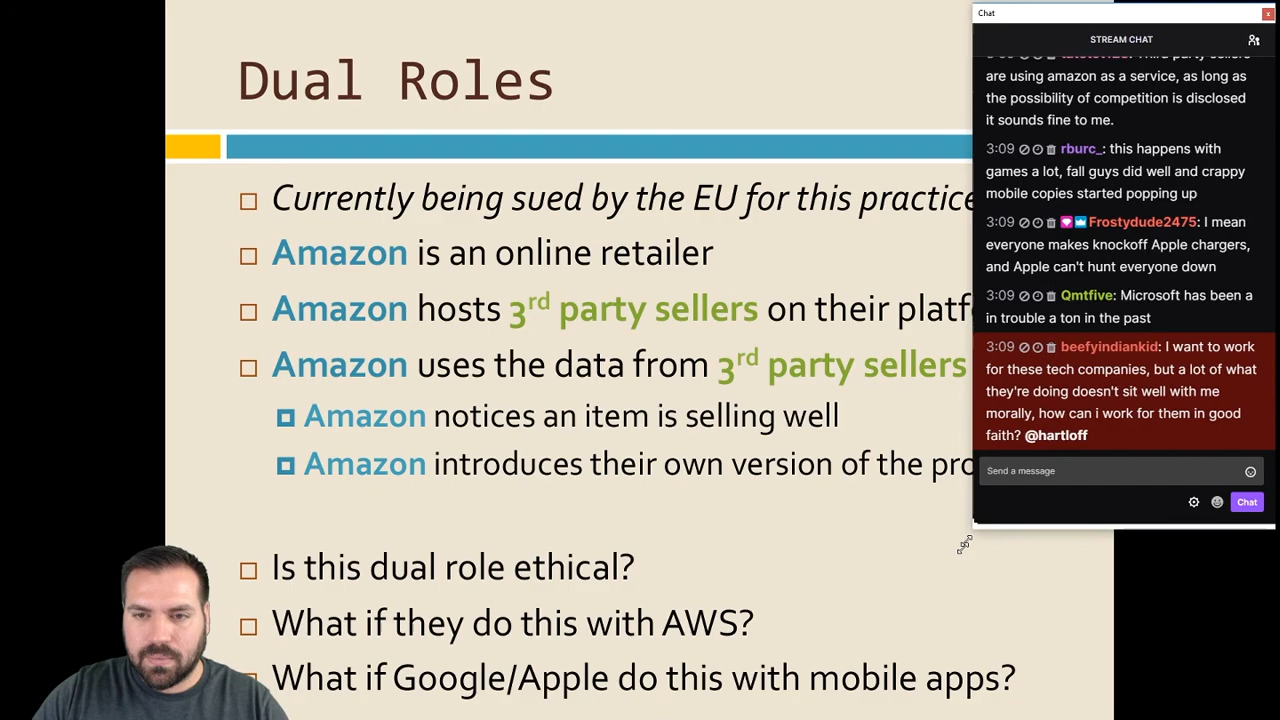 Dual Roles
Currently being sued by the EU for this practice
Amazon is an online retailer
Amazon hosts 3rd party sellers on their
Amazon uses the data from 3rd party sellers
Amazon notices an item is selling well
Amazon introduces their own version of the
Is this dual role ethical?
What if they do this with AWS?
What if Google/Apple do this with mobile apps?
Chat
STREAM CHAT
are using amazon as a service, as long as
the possibility of competition is disclosed
it sounds fine to me.
3:09 rburc_: this happens with
games a lot, fall guys did well and crappy
mobile copies started popping up
3:09 Frostydude2475: I mean
everyone makes knockoff Apple chargers,
and Apple can't hunt everyone down
3:09 Qmtfive: Microsoft has been a
in trouble a ton in the past
3:09 beefyindiankid: I want to work
for these tech companies, but a lot of what
they're doing doesn't sit well with me
morally, how can i work for them in good
faith? @hartloff
Send a message
Chat